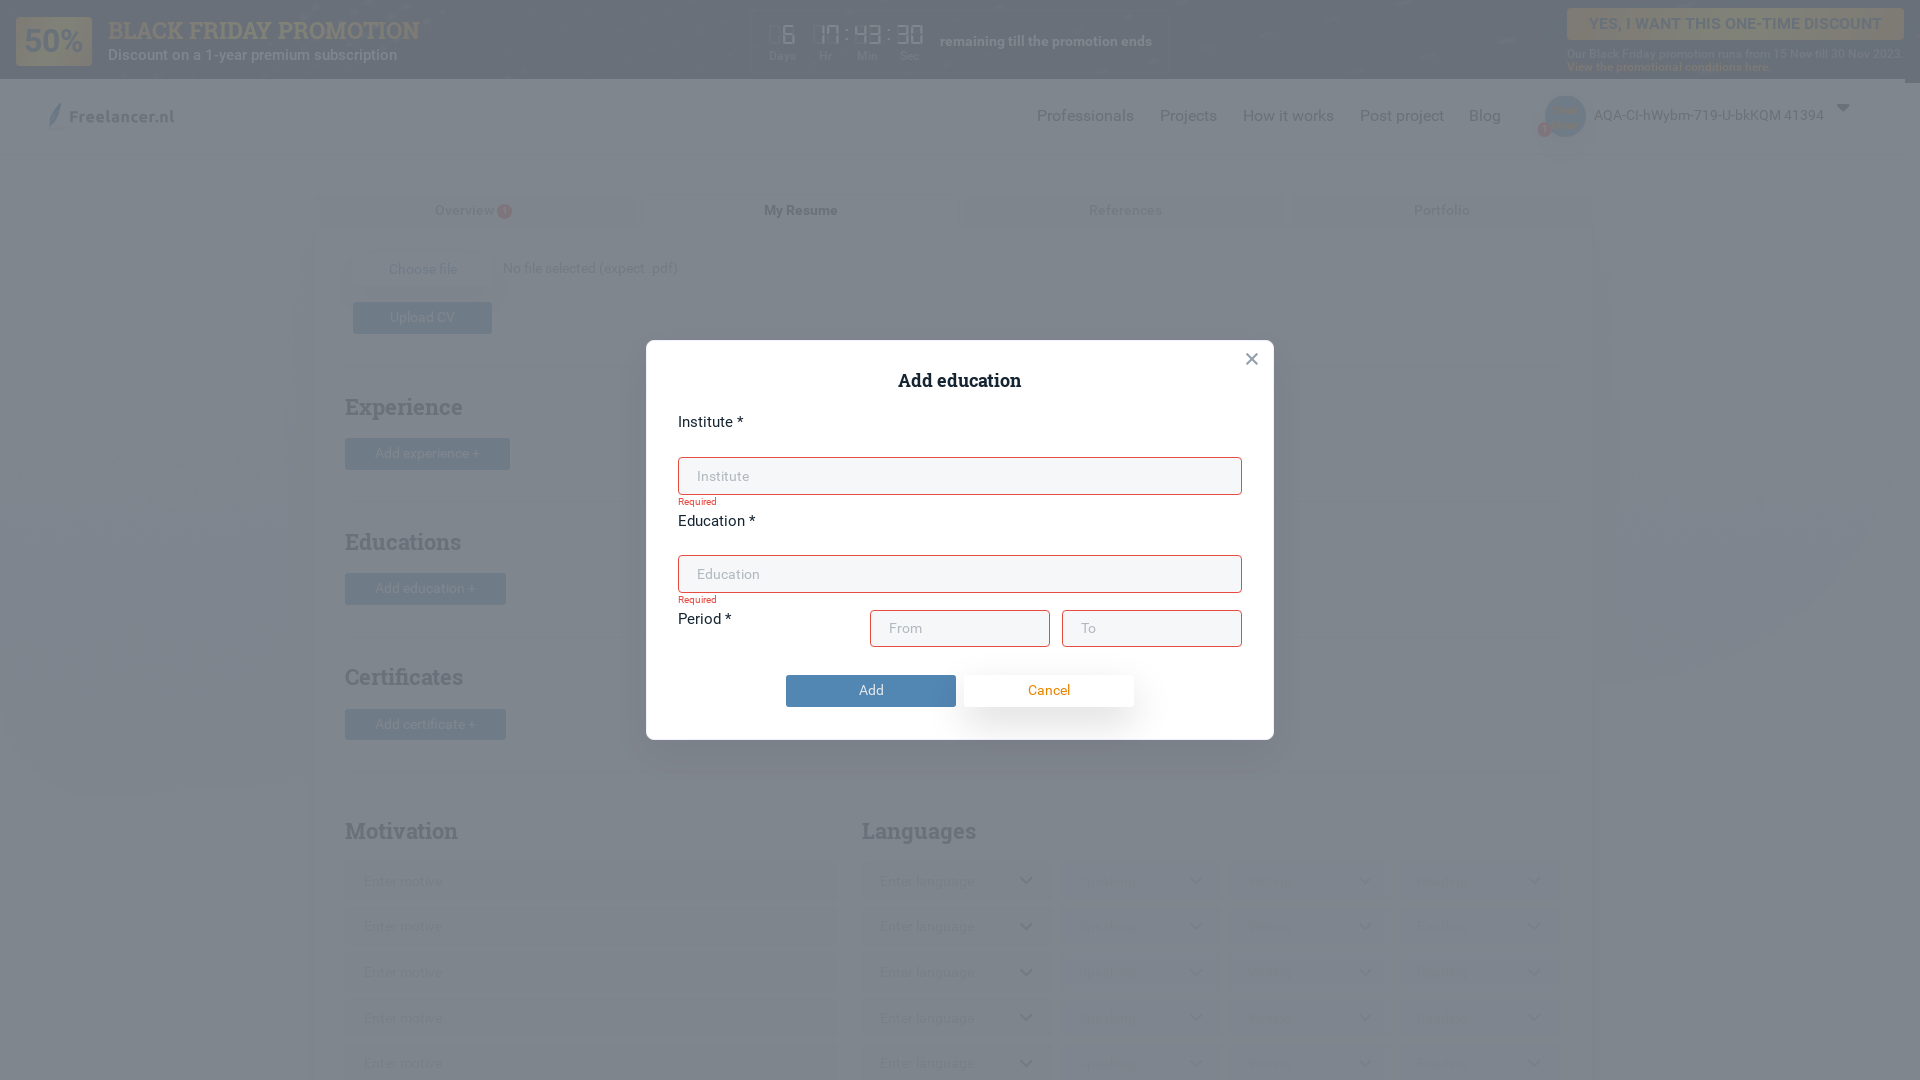 50%
BLACK FRIDAY PROMOTION
Discount on a 1-year premium subscription
6 17:43:30
Days Hr Min Sec
remaining till the promotion ends
YES, I WANT THIS ONE-TIME DISCOUNT
Our Black Friday promotion runs from 15 Nov till 30 Nov 2023.
View the promotional conditions here.
Freelancer.nl
Professionals
Projects
How it works
Post project
Blog
AQA-CI-hWybm-719-U-bkKQM 41394
Overview
My Resume
References
Portfolio
Choose file
No file selected (expect .pdf)
Upload CV
Experience
Add experience +
Educations
Add education +
Certificates
Add certificate +
Add education
Institute *
Institute
Required
Education *
Education
Required
Period *
From
To
Add
Cancel
Motivation
Languages
Enter motive
Enter language
Enter motive
Enter language
Enter motive
Enter language
Enter motive
Enter language
Enter motive
Enter language